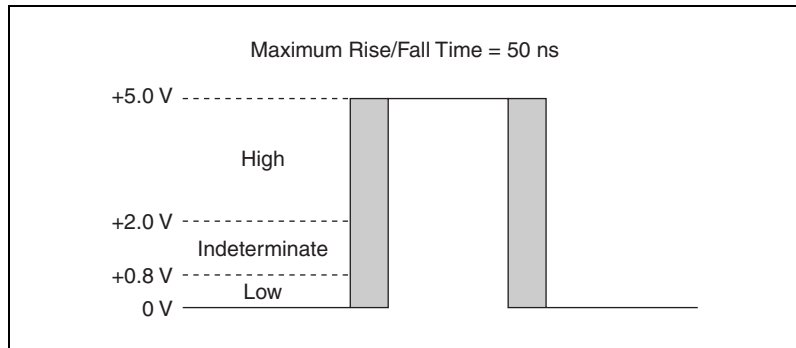 Maximum Rise/Fall Time = 50 ns
+5.0 V
High
+2.0 V
Indeterminate
+0.8 V
Low
0 V